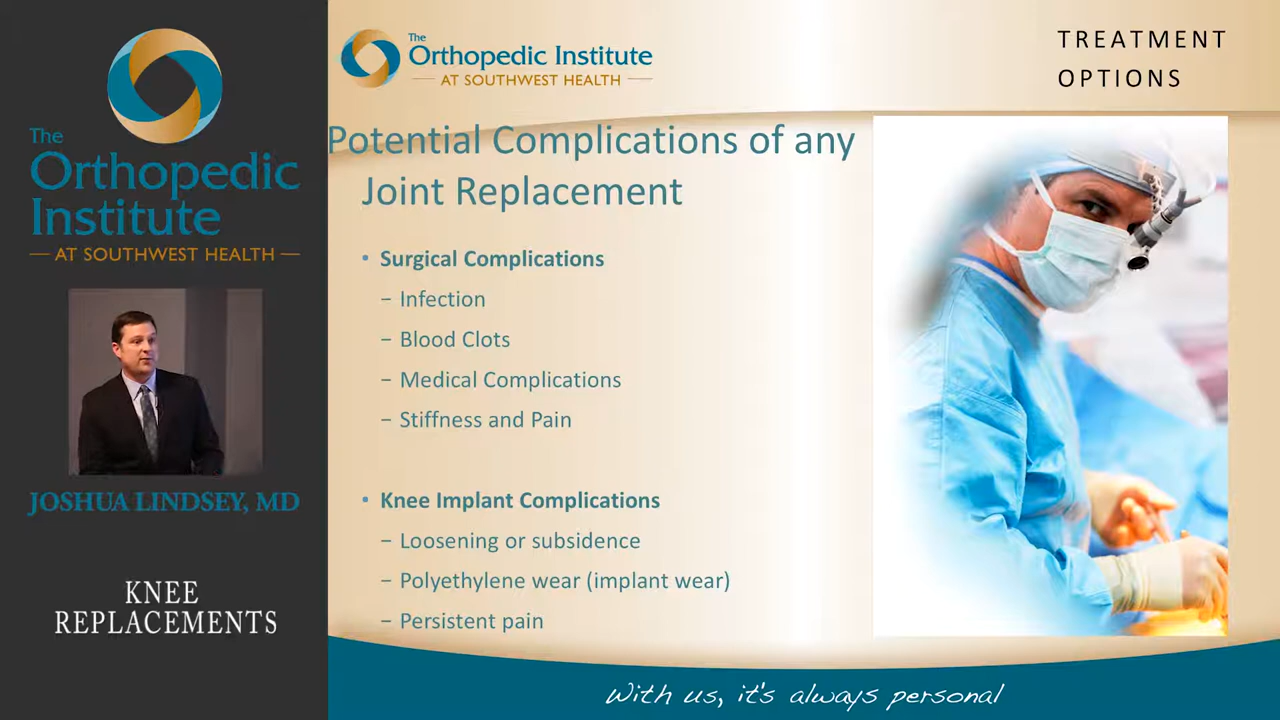 The
Orthopedic
Institute
AT SOUTHWEST HEALTH
JOSHUA LINDSEY, MD
KNEE
REPLACEMENTS
The
Orthopedic Institute
AT SOUTHWEST HEALTH
TREATMENT
OPTIONS
Potential Complications of any
Joint Replacement
• Surgical Complications
− Infection
− Blood Clots
− Medical Complications
− Stiffness and Pain
• Knee Implant Complications
− Loosening or subsidence
− Polyethylene wear (implant wear)
− Persistent pain
With us, it's always personal